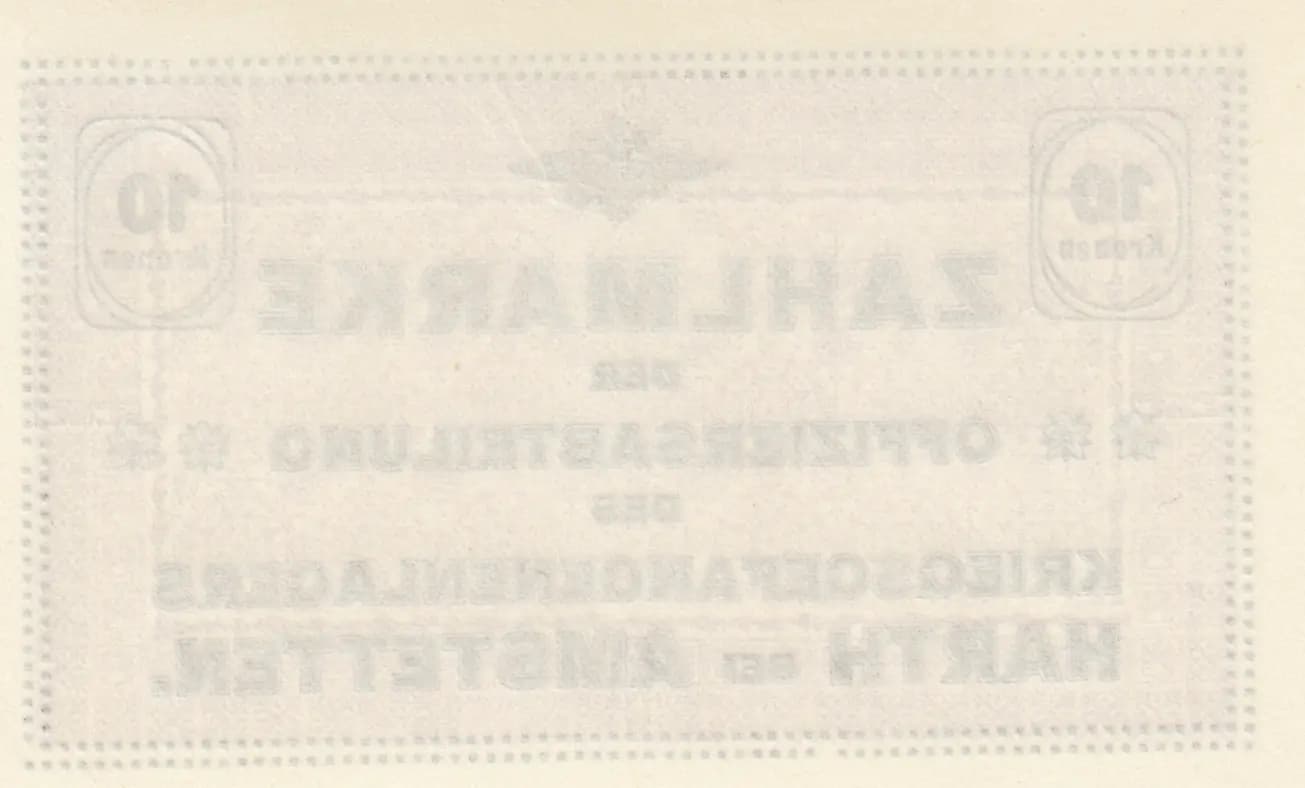 10 10
Kronen Kronen
ZAHLMARKE
DER
OFFIZIERSABTEILUNG
DES
KRIEGSGEFANGENENLAGERS
HARTH BEI AMSTETTEN.